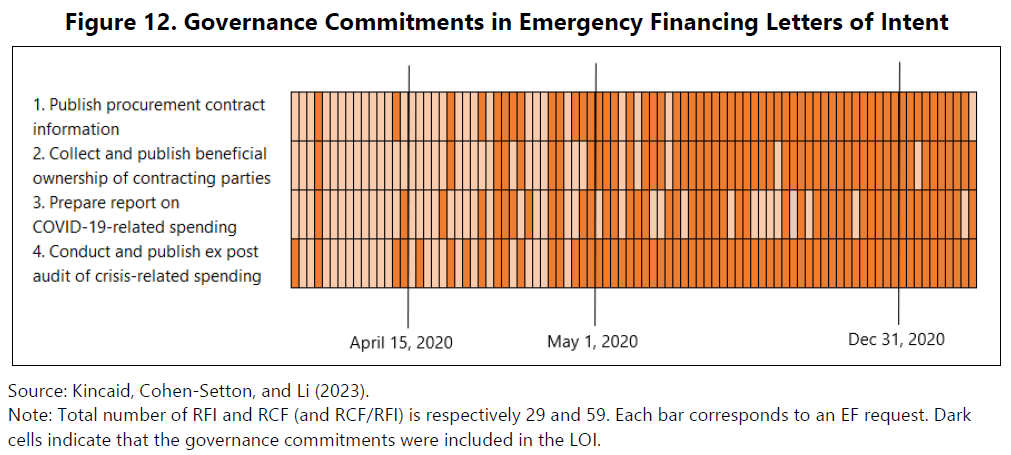 Figure 12. Governance Commitments in Emergency Financing Letters of Intent
1. Publish procurement contract
information
2. Collect and publish beneficial
ownership of contracting parties
3. Prepare report on
COVID-19-related spending
4. Conduct and publish ex post
audit of crisis-related spending
April 15, 2020
May 1, 2020
Dec 31, 2020
Source: Kincaid, Cohen-Setton, and Li (2023).
Note: Total number of RFI and RCF (and RCF/RFI) is respectively 29 and 59. Each bar corresponds to an EF request. Dark
cells indicate that the governance commitments were included in the LOI.